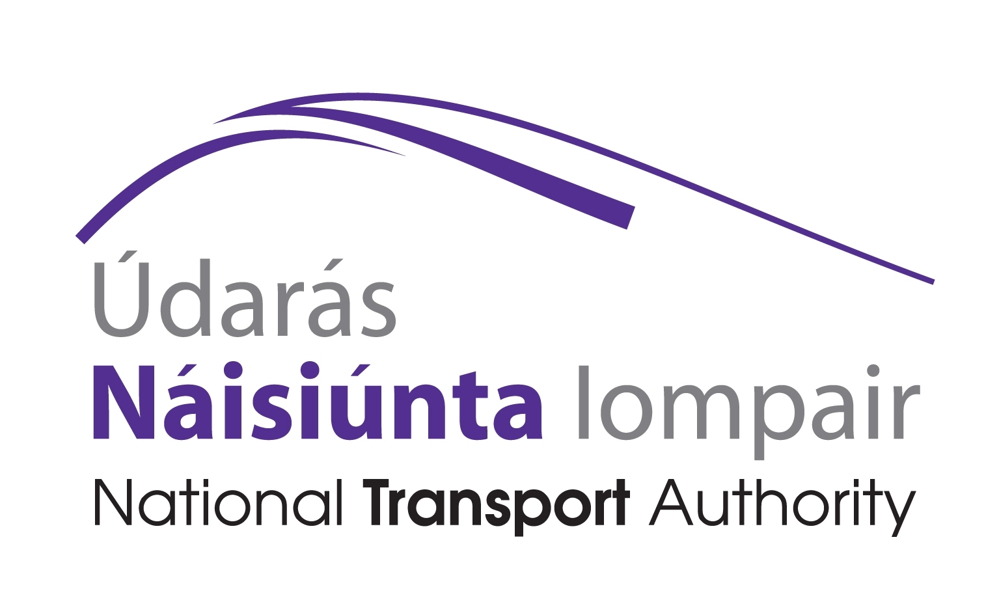 Údarás
Náisiúnta Iompair
National Transport Authority